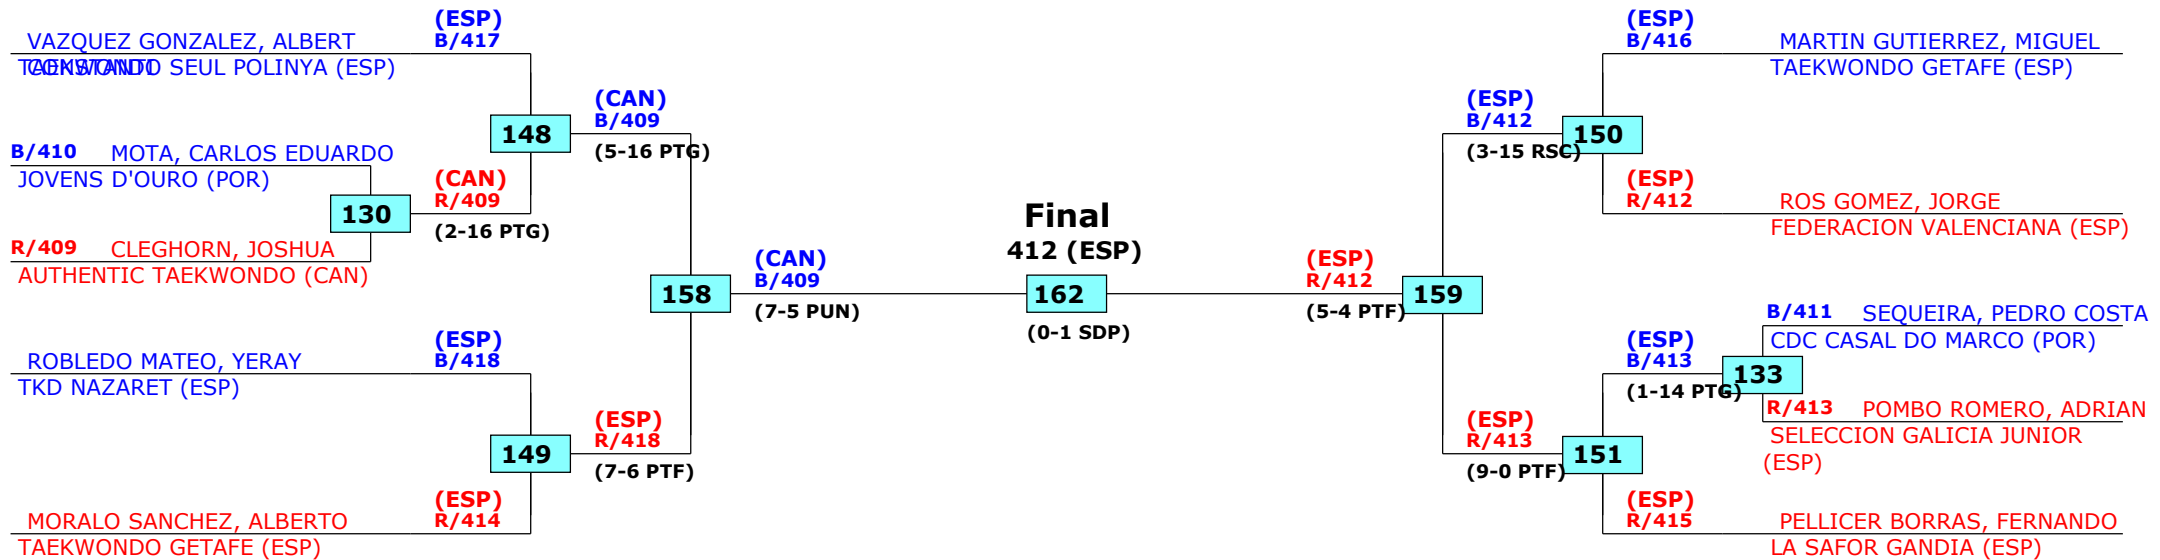 (ESP)
B/417
VAZQUEZ GONZALEZ, ALBERT
CONSTANTI
TAEKWONDO SEUL POLINYA (ESP)
148
(CAN)
B/409
(5-16 PTG)
B/410 MOTA, CARLOS EDUARDO
JOVENS D'OURO (POR)
130
(CAN)
R/409
(2-16 PTG)
R/409 CLEGHORN, JOSHUA
AUTHENTIC TAEKWONDO (CAN)
158
(CAN)
B/409
(7-5 PUN)
(ESP)
B/418
ROBLEDO MATEO, YERAY
TKD NAZARET (ESP)
149
(ESP)
R/418
(7-6 PTF)
(ESP)
R/414
MORALO SANCHEZ, ALBERTO
TAEKWONDO GETAFE (ESP)
Final
412 (ESP)
162
(0-1 SDP)
(ESP)
R/412
(5-4 PTF)
159
(ESP)
B/412
(3-15 RSC)
150
(ESP)
B/416
MARTIN GUTIERREZ, MIGUEL
TAEKWONDO GETAFE (ESP)
(ESP)
R/412
ROS GOMEZ, JORGE
FEDERACION VALENCIANA (ESP)
(ESP)
R/413
(9-0 PTF)
151
(ESP)
B/413
(1-14 PTG)
133
B/411 SEQUEIRA, PEDRO COSTA
CDC CASAL DO MARCO (POR)
R/413 POMBO ROMERO, ADRIAN
SELECCION GALICIA JUNIOR
(ESP)
(ESP)
R/415
PELLICER BORRAS, FERNANDO
LA SAFOR GANDIA (ESP)